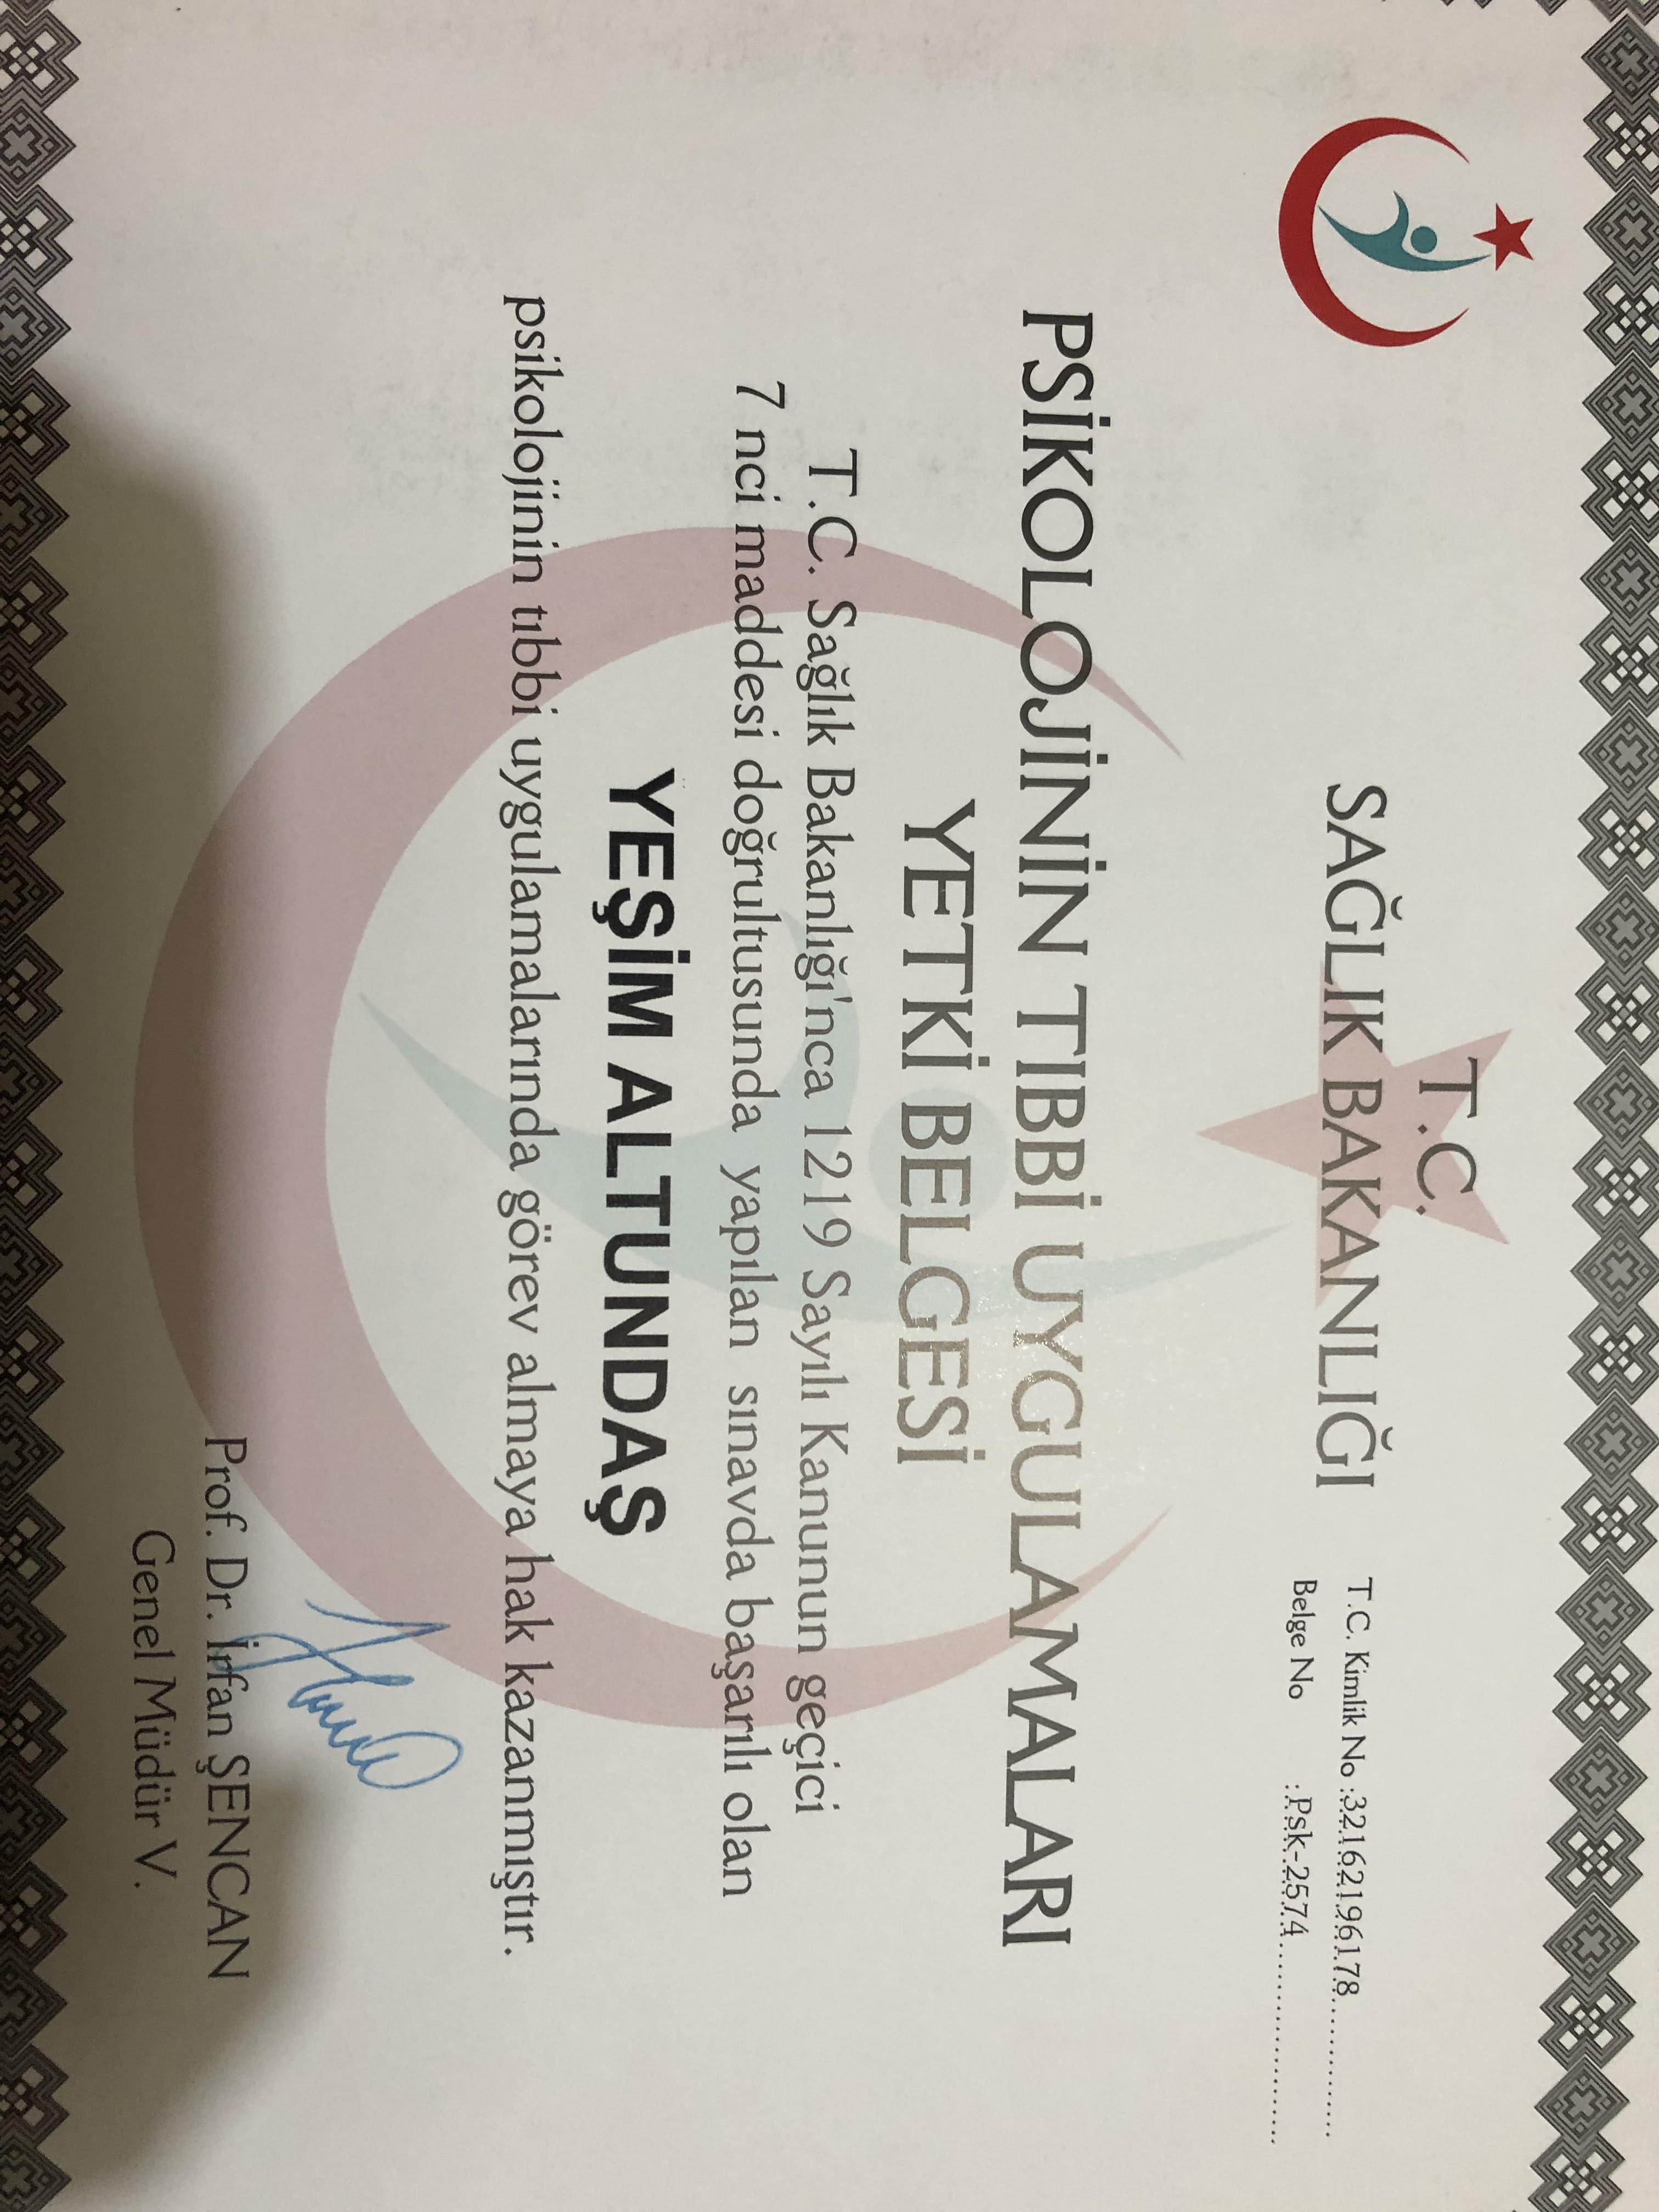 T.C.
SAĞLIK BAKANLIĞI
T.C. Kimlik No :32162196178
Belge No :Psk-2574
PSİKOLOJİNİN TIBBİ UYGULAMALARI
YETKİ BELGESİ
T.C. Sağlık Bakanlığı'nca 1219 Sayılı Kanunun geçici
7 nci maddesi doğrultusunda yapılan sınavda başarılı olan
YEŞİM ALTUNDAŞ
psikolojinin tıbbi uygulamalarında görev almaya hak kazanmıştır.
Prof. Dr. İrfan ŞENCAN
Genel Müdür V.